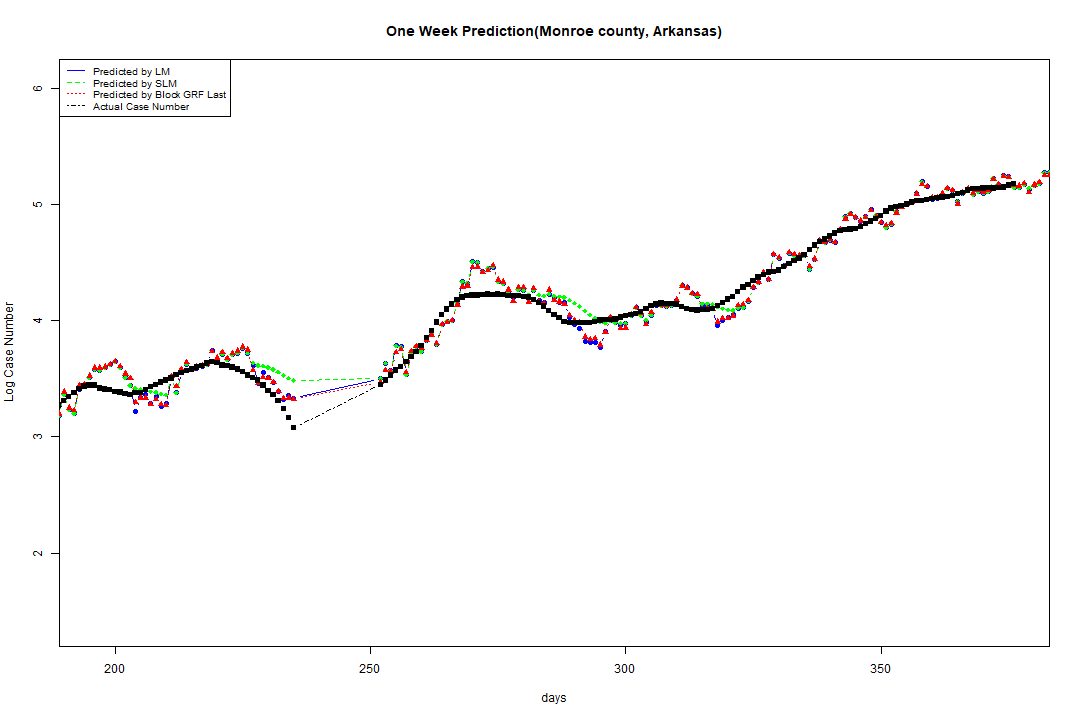 One Week Prediction(Monroe county, Arkansas)
Predicted by LM
Predicted by SLM
Predicted by Block GRF Last
Actual Case Number
6
5
4
3
2
Log Case Number
200 250 300 350
days